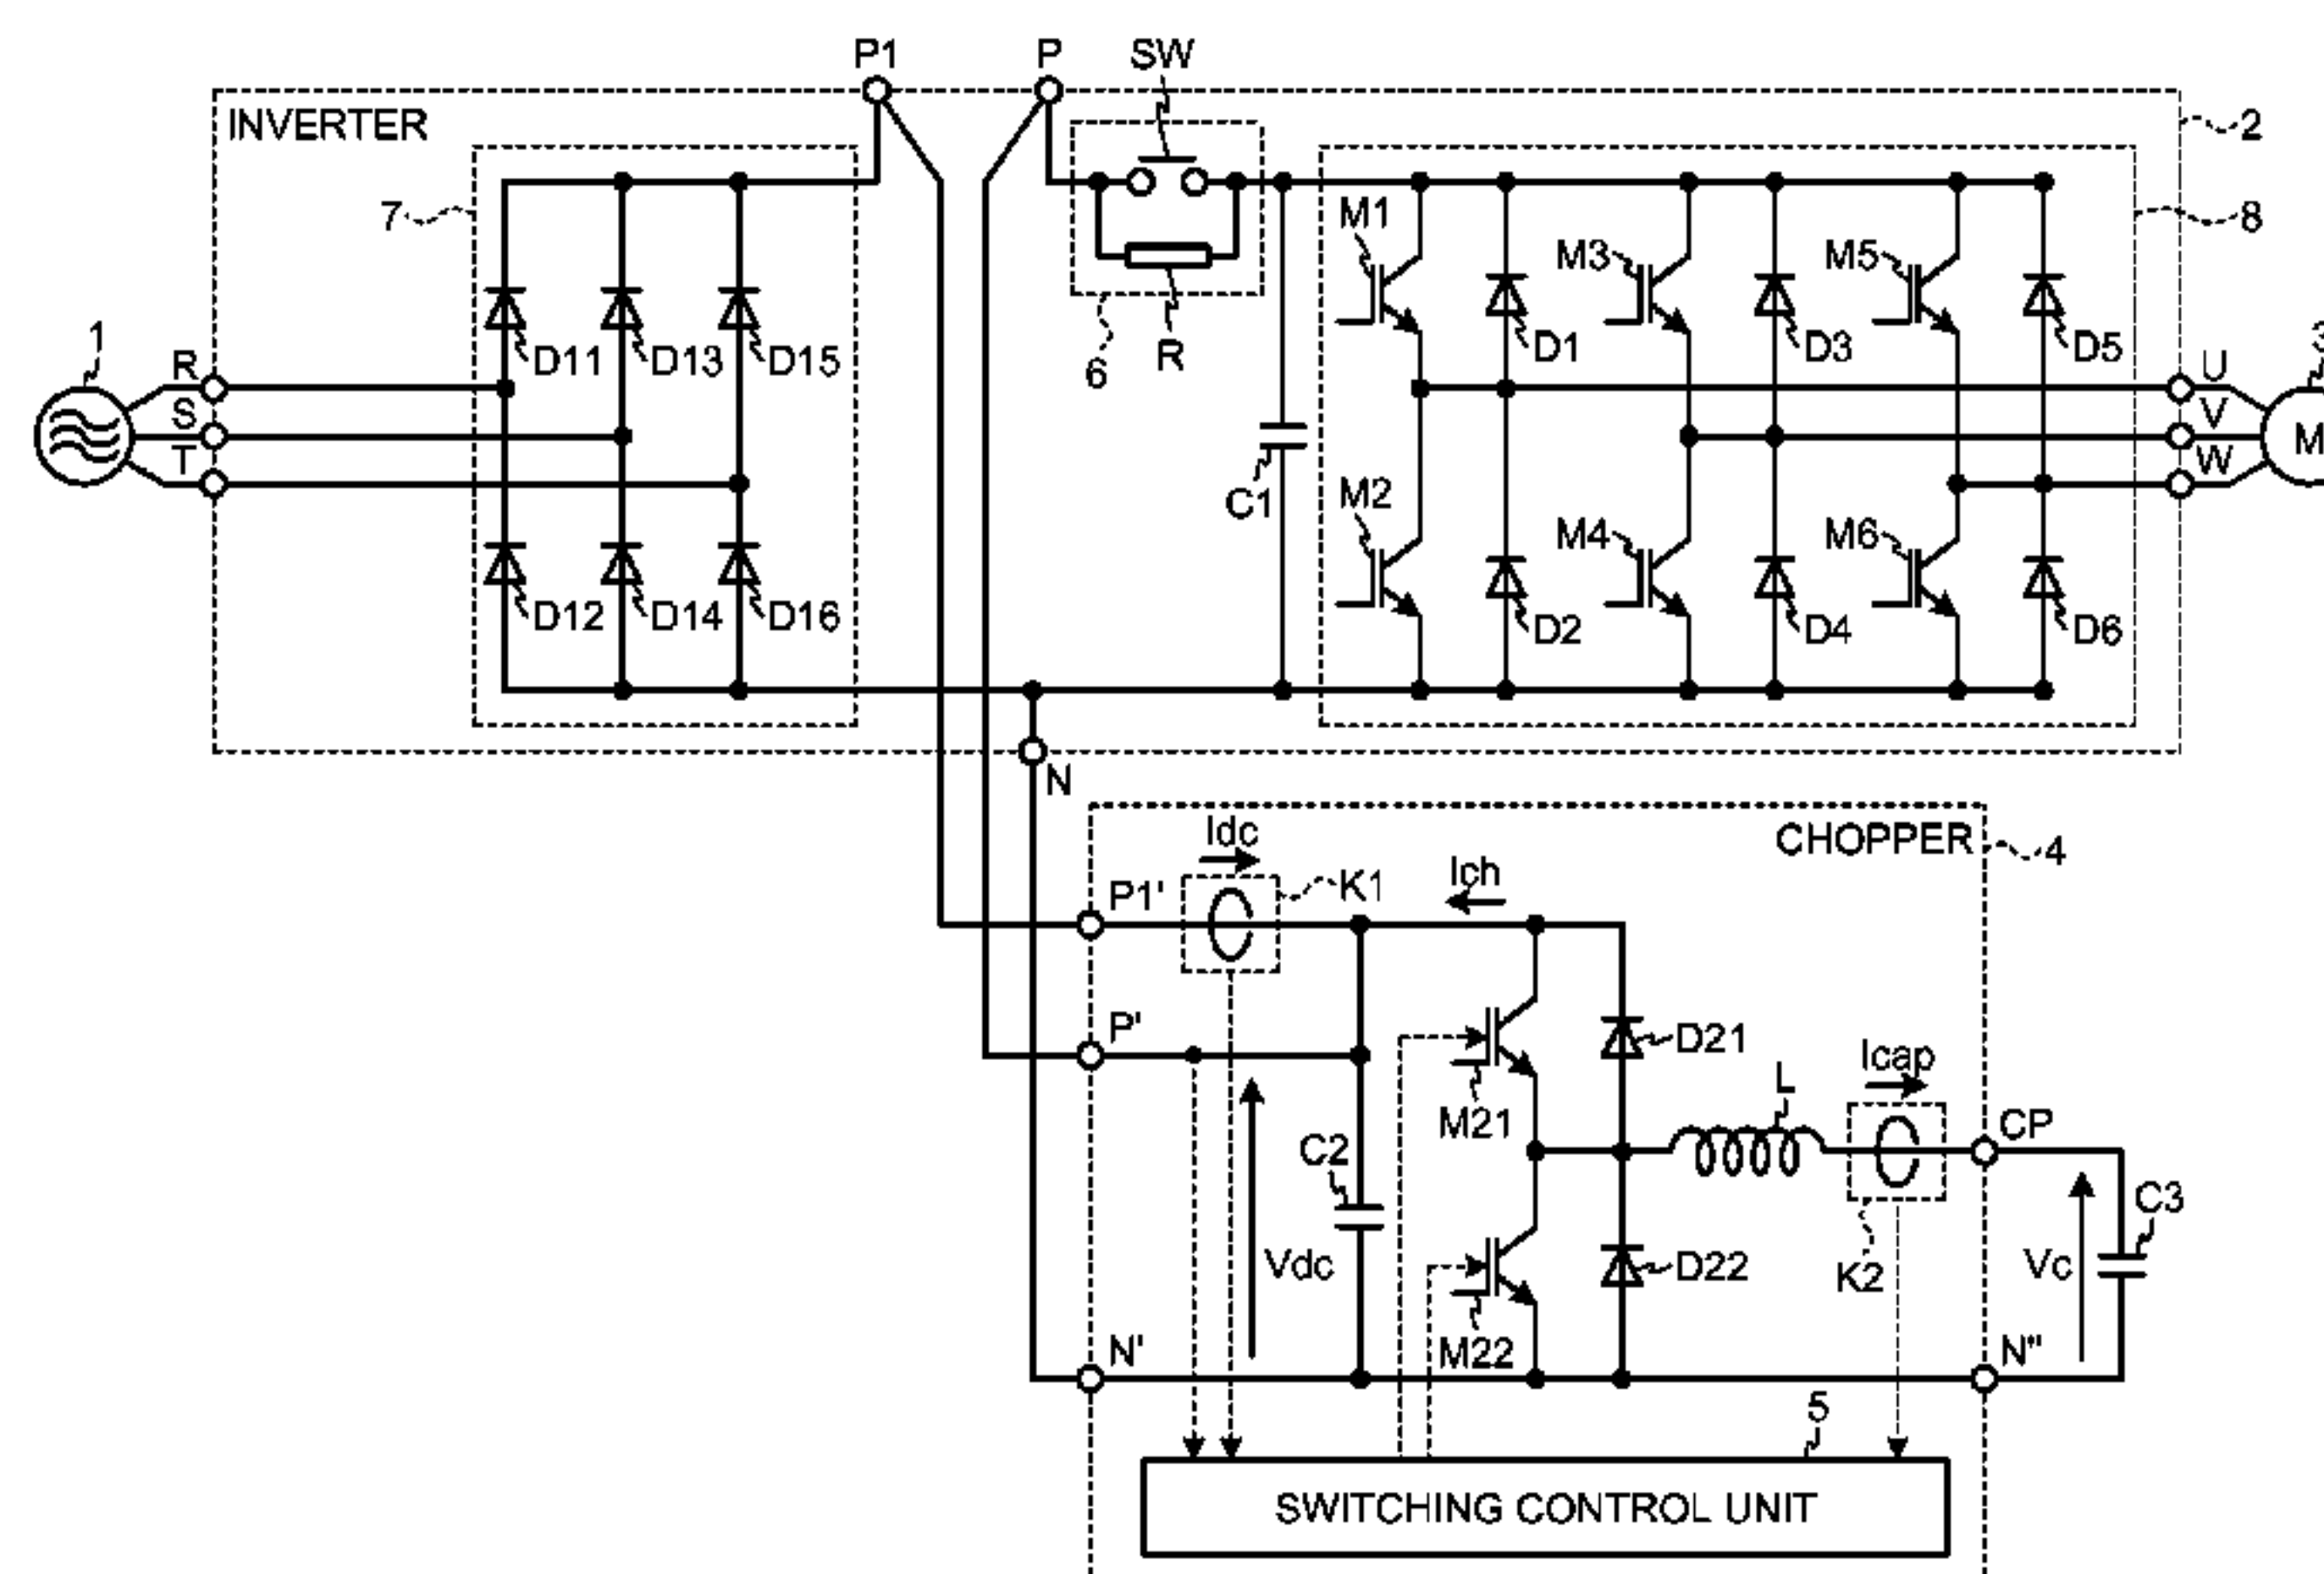 P1
P
SW
INVERTER
2
7
8
M1
M3
M5
1
R
D11
D13
D15
6
R
D1
D3
D5
3
S
T
U
V
W
M
C1
M2
M4
M6
D12
D14
D16
D2
D4
D6
N
CHOPPER
4
Idc
Ich
K1
P1'
P'
D21
M21
L
Icap
CP
C2
C3
Vdc
D22
K2
Vc
M22
N'
N"
5
SWITCHING CONTROL UNIT